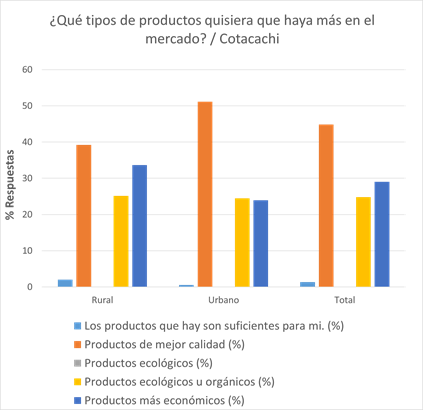 ¿Qué tipos de productos quisiera que haya más en el
mercado? / Cotacachi
60
50
40
30
20
10
0
% Respuestas
Rural
Urbano
Total
Los productos que hay son suficientes para mi. (%)
Productos de mejor calidad (%)
Productos ecológicos (%)
Productos ecológicos u orgánicos (%)
Productos más económicos (%)